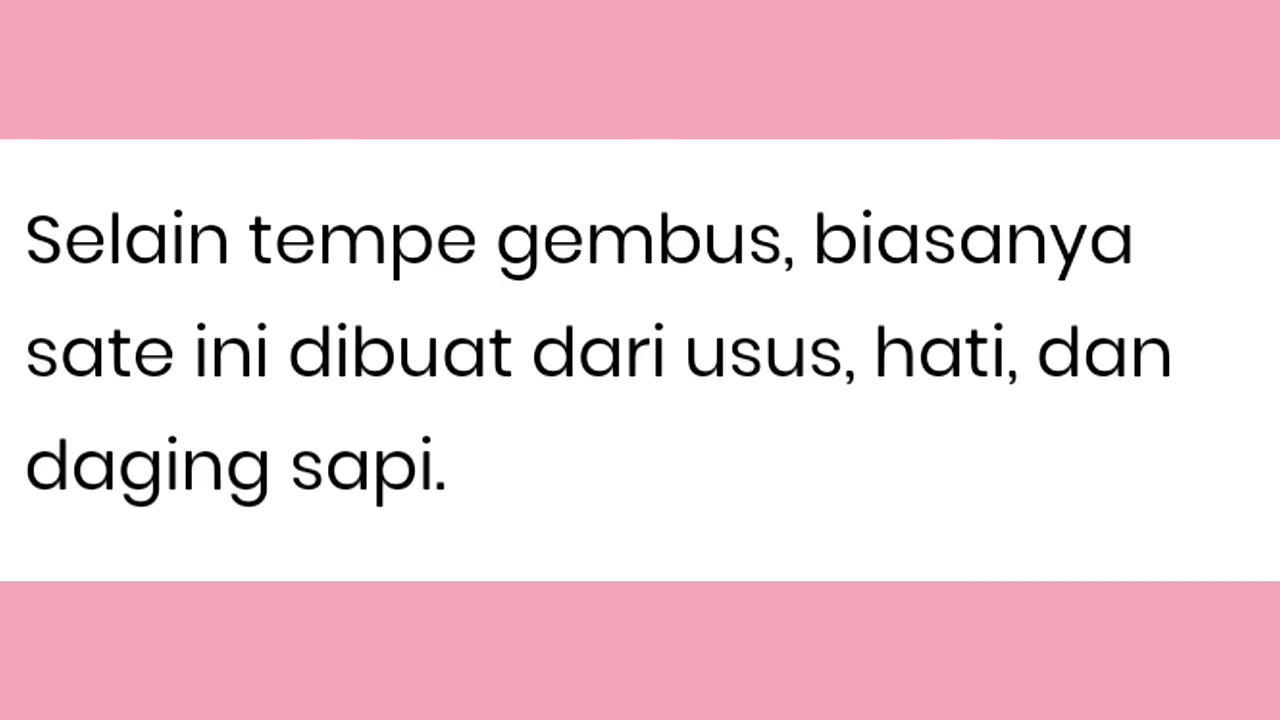 Selain tempe gembus, biasanya
sate ini dibuat dari usus, hati, dan
daging sapi.